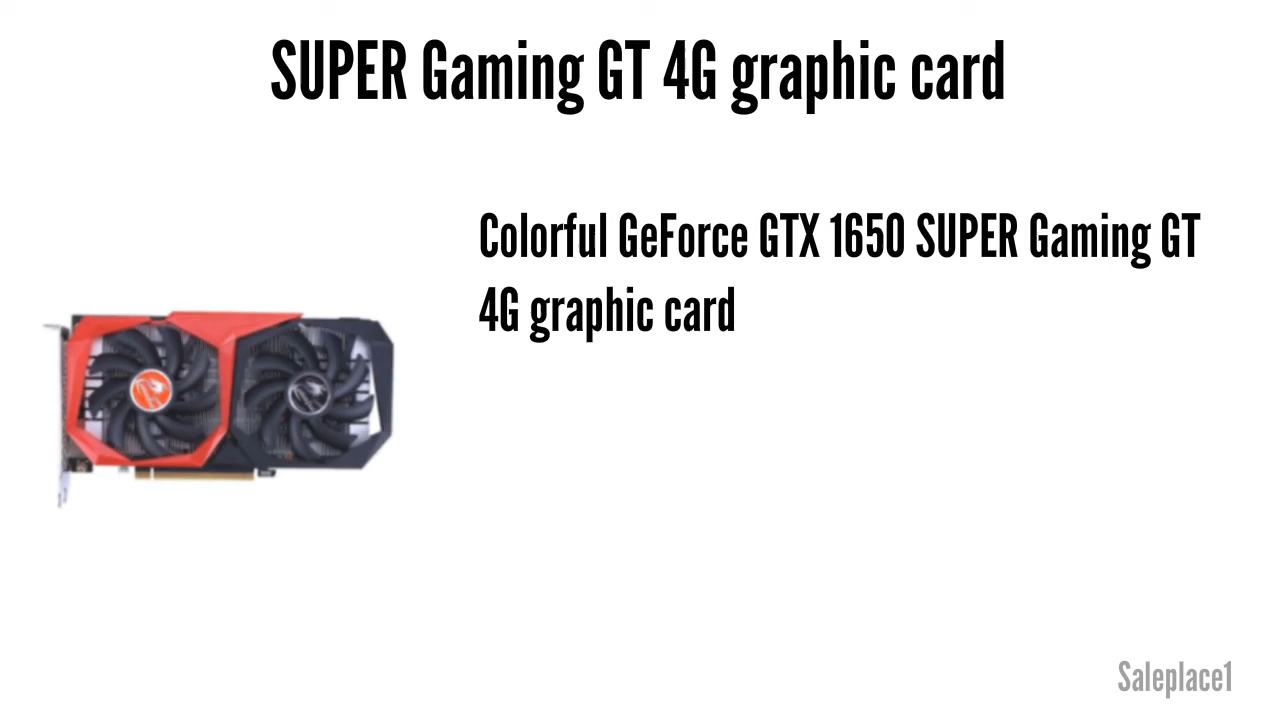 SUPER Gaming GT 4G graphic card
Colorful GeForce GTX 1650 SUPER Gaming GT
4G graphic card
Saleplace1